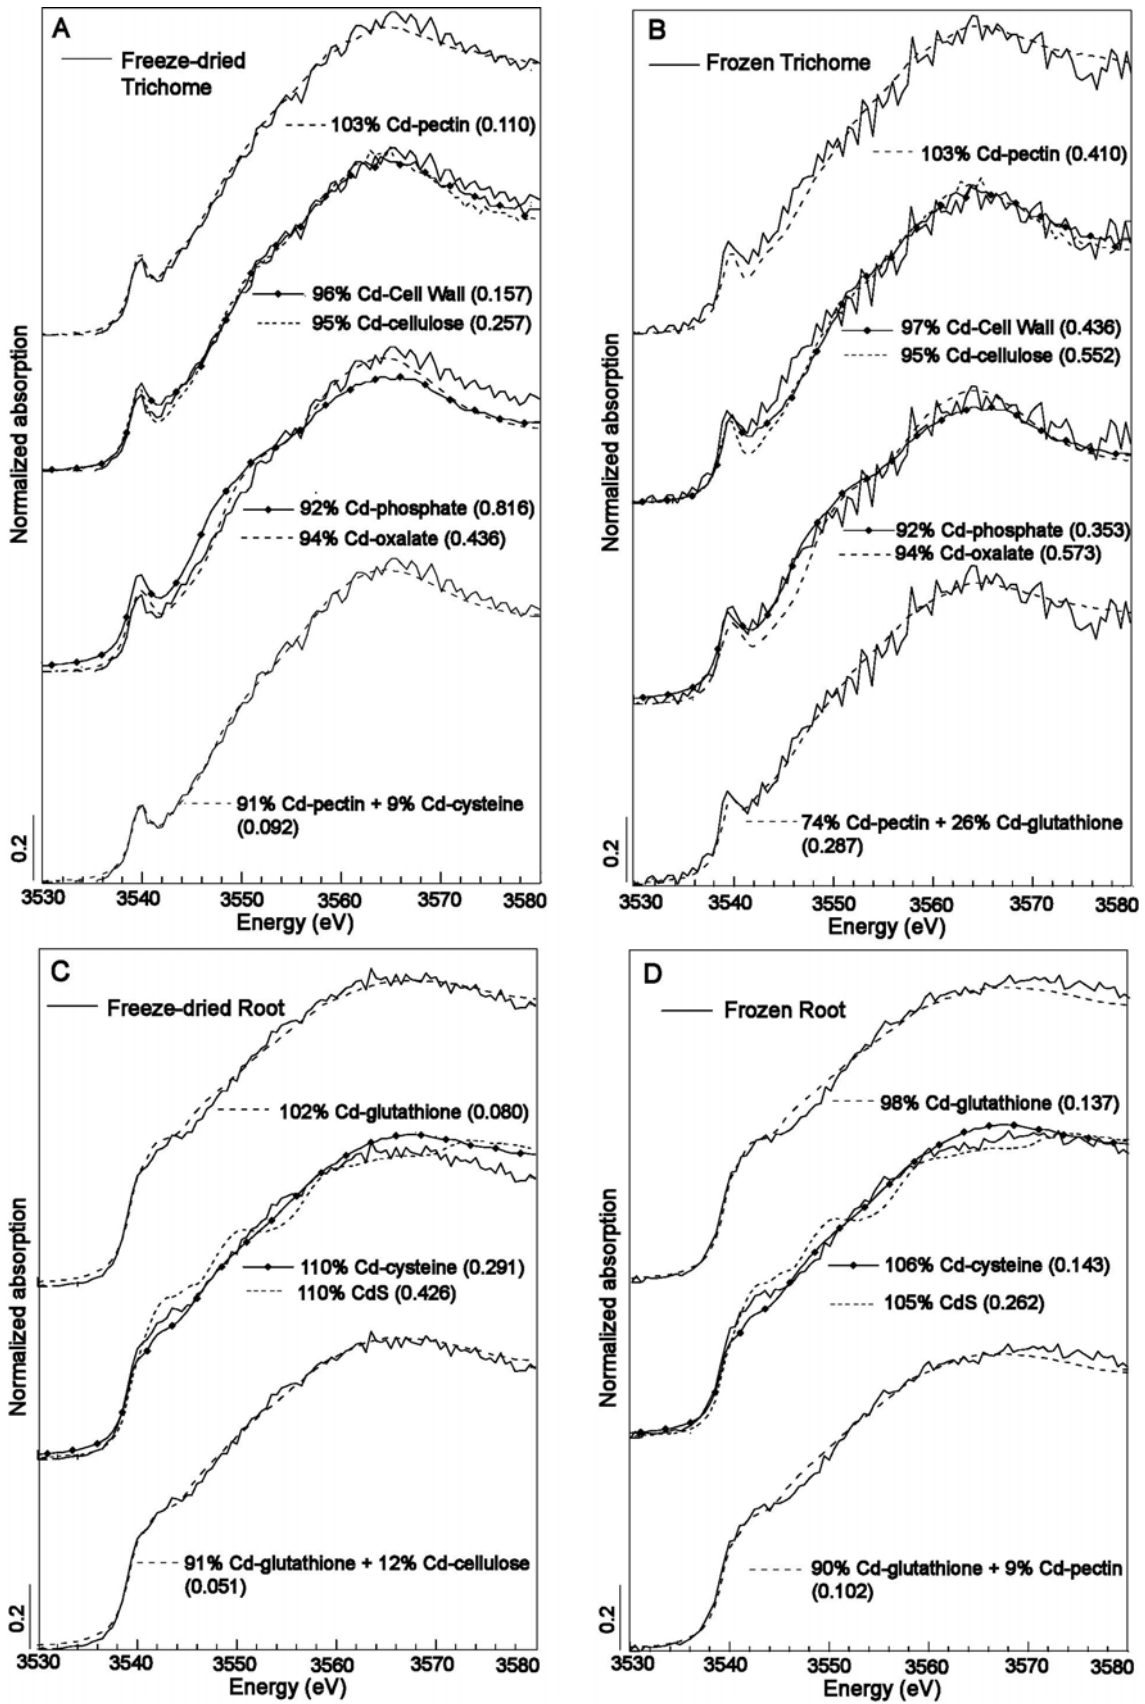 A
Freeze-dried
Trichome
103% Cd-pectin (0.110)
96% Cd-Cell Wall (0.157)
95% Cd-cellulose (0.257)
92% Cd-phosphate (0.816)
94% Cd-oxalate (0.436)
91% Cd-pectin + 9% Cd-cysteine
(0.092)
Normalized absorption
0.2
3530 3540 3550 3560 3570 3580
Energy (eV)
B
Frozen Trichome
103% Cd-pectin (0.410)
97% Cd-Cell Wall (0.436)
95% Cd-cellulose (0.552)
92% Cd-phosphate (0.353)
94% Cd-oxalate (0.573)
74% Cd-pectin + 26% Cd-glutathione
(0.287)
Normalized absorption
0.2
3530 3540 3550 3560 3570 3580
Energy (eV)
C
Freeze-dried Root
102% Cd-glutathione (0.080)
110% Cd-cysteine (0.291)
110% CdS (0.426)
91% Cd-glutathione + 12% Cd-cellulose
(0.051)
Normalized absorption
0.2
3530 3540 3550 3560 3570 3580
Energy (eV)
D
Frozen Root
98% Cd-glutathione (0.137)
106% Cd-cysteine (0.143)
105% CdS (0.262)
90% Cd-glutathione + 9% Cd-pectin
(0.102)
Normalized absorption
0.2
3530 3540 3550 3560 3570 3580
Energy (eV)